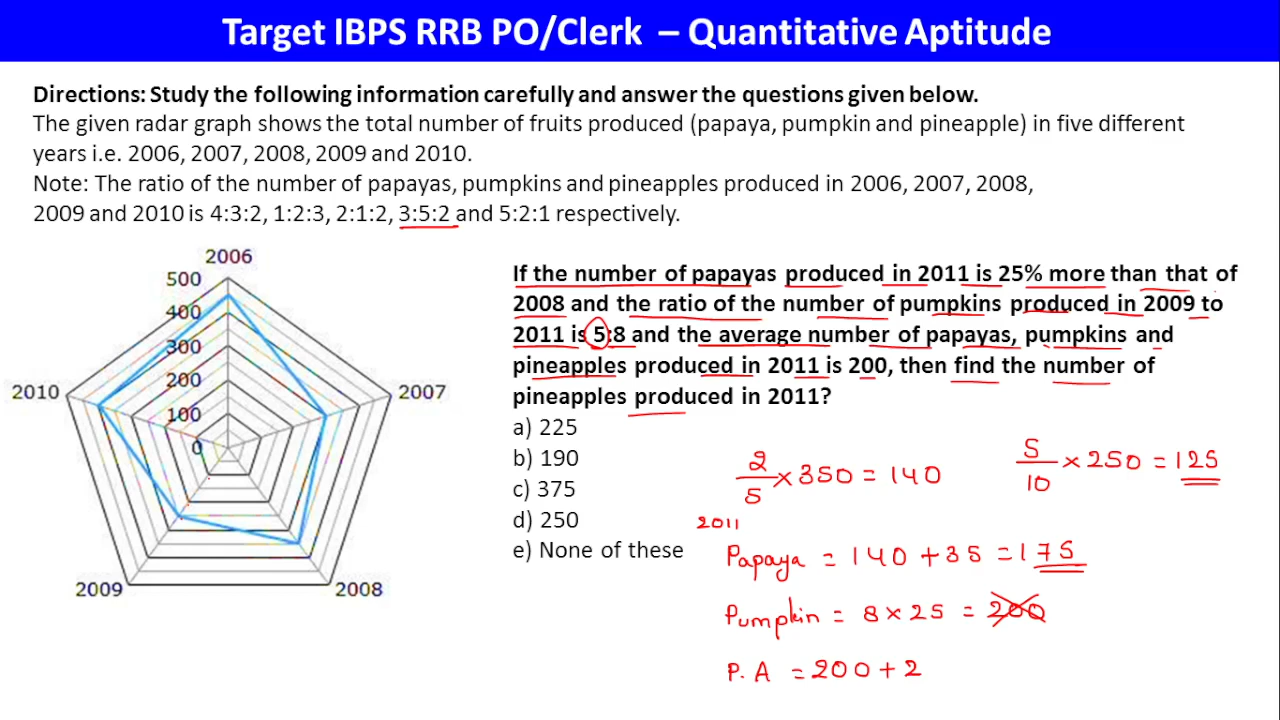 Target IBPS RRB PO/Clerk – Quantitative Aptitude
Directions: Study the following information carefully and answer the questions given below.
The given radar graph shows the total number of fruits produced (papaya, pumpkin and pineapple) in five different
years i.e. 2006, 2007, 2008, 2009 and 2010.
Note: The ratio of the number of papayas, pumpkins and pineapples produced in 2006, 2007, 2008,
2009 and 2010 is 4:3:2, 1:2:3, 2:1:2, 3:5:2 and 5:2:1 respectively.
2006
500
400
300
200
100
0
2010
2007
2009
2008
If the number of papayas produced in 2011 is 25% more than that of
2008 and the ratio of the number of pumpkins produced in 2009 to
2011 is 5:8 and the average number of papayas, pumpkins and
pineapples produced in 2011 is 200, then find the number of
pineapples produced in 2011?
a) 225
b) 190
c) 375
d) 250
e) None of these
2/5 × 350 = 140
5/10 × 250 = 125
2011
Papaya = 140 + 35 = 175
Pumpkin = 8 × 25 = 200
P. A = 200 + 2